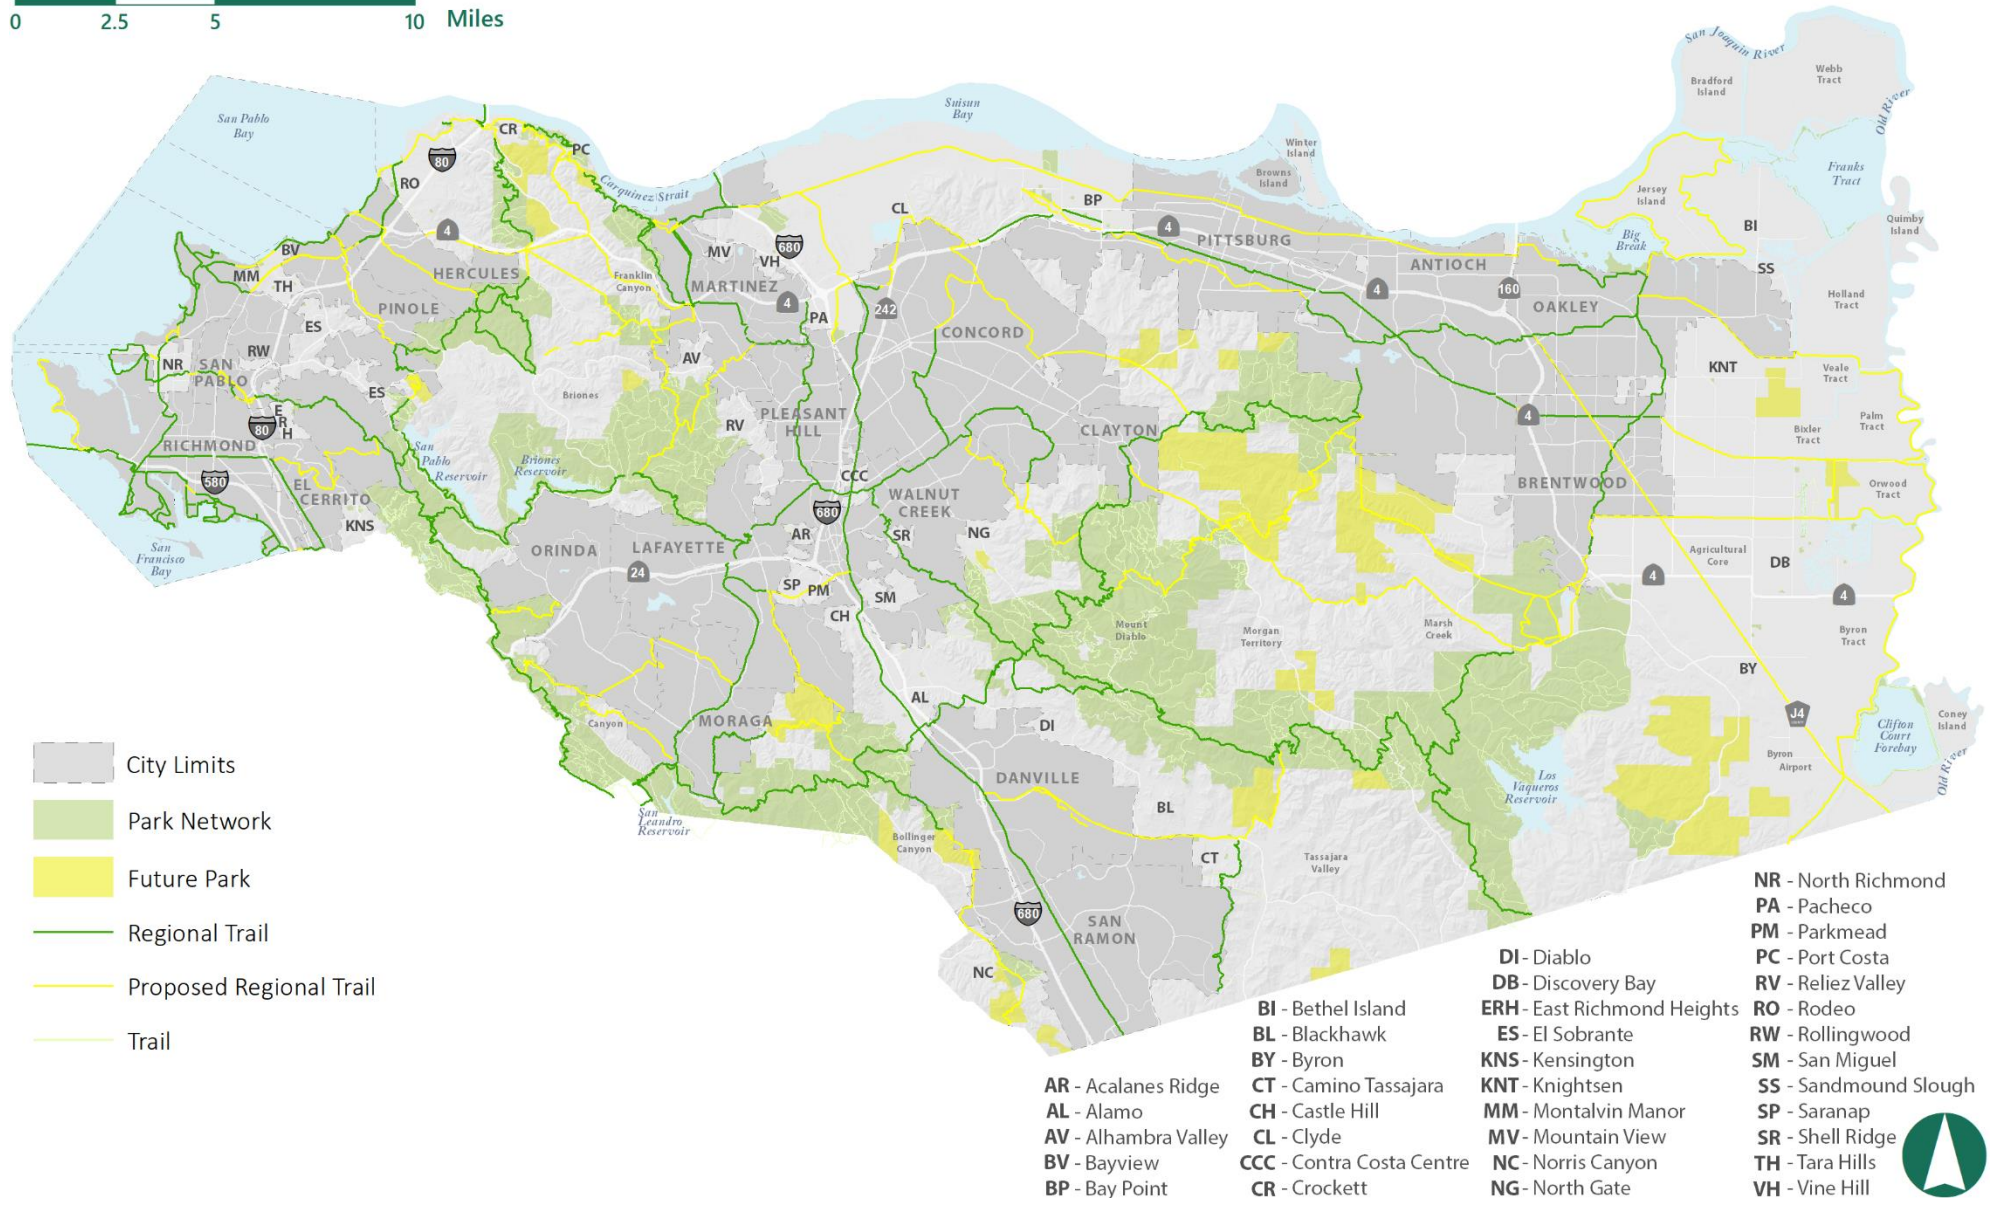 0 2.5 5 10 Miles
San Joaquin River
Webb
Tract
Bradford
Island
Old River
San Pablo
Bay
Suisun
Bay
CR
PC
80
RO
Carquinez Strait
Winter
Island
Browns
Island
Franks
Tract
Jersey
Island
BP
CL
4
PITTSBURG
BI
Quimby
Island
Big
Break
4
BV
MM
TH
HERCULES
Franklin
Canyon
MV
VH
680
MARTINEZ
4
PA
242
ANTIOCH
4
160
OAKLEY
SS
Holland
Tract
PINOLE
ES
RW
CONCORD
NR
SAN
PABLO
AV
ES
Briones
KNT
Veale
Tract
E
R
H
80
RICHMOND
RV
PLEASANT
HILL
CLAYTON
4
Palm
Tract
Bixler
Tract
San
Pablo
Reservoir
Briones
Reservoir
580
EL
CERRITO
KNS
CCC
WALNUT
CREEK
BRENTWOOD
Orwood
Tract
680
AR
SR
NG
San
Francisco
Bay
ORINDA
LAFAYETTE
24
SP
PM
SM
CH
Agricultural
Core
DB
4
4
Mount
Diablo
Morgan
Territory
Marsh
Creek
Byron
Tract
BY
AL
DI
Canyon
MORAGA
J4
Clifton
Court
Forebay
Coney
Island
Byron
Airport
Old River
DANVILLE
BL
Los
Vaqueros
Reservoir
San
Leandro
Reservoir
Bollinger
Canyon
CT
Tassajara
Valley
680
SAN
RAMON
NC
City Limits
Park Network
Future Park
Regional Trail
Proposed Regional Trail
Trail
AR - Acalanes Ridge
AL - Alamo
AV - Alhambra Valley
BV - Bayview
BP - Bay Point
BI - Bethel Island
BL - Blackhawk
BY - Byron
CT - Camino Tassajara
CH - Castle Hill
CL - Clyde
CCC - Contra Costa Centre
CR - Crockett
DI - Diablo
DB - Discovery Bay
ERH - East Richmond Heights
ES - El Sobrante
KNS - Kensington
KNT - Knightsen
MM - Montalvin Manor
MV - Mountain View
NC - Norris Canyon
NG - North Gate
NR - North Richmond
PA - Pacheco
PM - Parkmead
PC - Port Costa
RV - Reliez Valley
RO - Rodeo
RW - Rollingwood
SM - San Miguel
SS - Sandmound Slough
SP - Saranap
SR - Shell Ridge
TH - Tara Hills
VH - Vine Hill